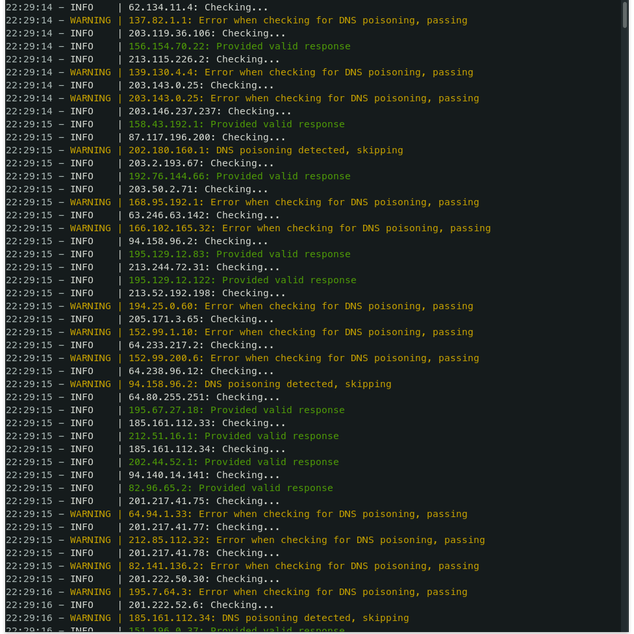 22:29:14 – INFO | 62.134.11.4: Checking...
22:29:14 – WARNING | 137.82.1.1: Error when checking for DNS poisoning, passing
22:29:14 – INFO | 203.119.36.106: Checking...
22:29:14 – INFO | 156.154.70.22: Provided valid response
22:29:14 – INFO | 213.115.226.2: Checking...
22:29:14 – WARNING | 139.130.4.4: Error when checking for DNS poisoning, passing
22:29:14 – INFO | 203.143.0.25: Checking...
22:29:14 – WARNING | 203.143.0.25: Error when checking for DNS poisoning, passing
22:29:14 – INFO | 203.146.237.237: Checking...
22:29:15 – INFO | 158.43.192.1: Provided valid response
22:29:15 – INFO | 87.117.196.200: Checking...
22:29:15 – WARNING | 202.180.160.1: DNS poisoning detected, skipping
22:29:15 – INFO | 203.2.193.67: Checking...
22:29:15 – INFO | 192.76.144.66: Provided valid response
22:29:15 – INFO | 203.50.2.71: Checking...
22:29:15 – WARNING | 168.95.192.1: Error when checking for DNS poisoning, passing
22:29:15 – INFO | 63.246.63.142: Checking...
22:29:15 – WARNING | 166.102.165.32: Error when checking for DNS poisoning, passing
22:29:15 – INFO | 94.158.96.2: Checking...
22:29:15 – INFO | 195.129.12.83: Provided valid response
22:29:15 – INFO | 213.244.72.31: Checking...
22:29:15 – INFO | 195.129.12.122: Provided valid response
22:29:15 – INFO | 213.52.192.198: Checking...
22:29:15 – WARNING | 194.25.0.60: Error when checking for DNS poisoning, passing
22:29:15 – INFO | 205.171.3.65: Checking...
22:29:15 – WARNING | 152.99.1.10: Error when checking for DNS poisoning, passing
22:29:15 – INFO | 64.233.217.2: Checking...
22:29:15 – WARNING | 152.99.200.6: Error when checking for DNS poisoning, passing
22:29:15 – INFO | 64.238.96.12: Checking...
22:29:15 – WARNING | 94.158.96.2: DNS poisoning detected, skipping
22:29:15 – INFO | 64.80.255.251: Checking...
22:29:15 – INFO | 195.67.27.18: Provided valid response
22:29:15 – INFO | 185.161.112.33: Checking...
22:29:15 – INFO | 212.51.16.1: Provided valid response
22:29:15 – INFO | 185.161.112.34: Checking...
22:29:15 – INFO | 202.44.52.1: Provided valid response
22:29:15 – INFO | 94.140.14.141: Checking...
22:29:15 – INFO | 82.96.65.2: Provided valid response
22:29:15 – INFO | 201.217.41.75: Checking...
22:29:15 – WARNING | 64.94.1.33: Error when checking for DNS poisoning, passing
22:29:15 – INFO | 201.217.41.77: Checking...
22:29:15 – WARNING | 212.85.112.32: Error when checking for DNS poisoning, passing
22:29:15 – INFO | 201.217.41.78: Checking...
22:29:15 – WARNING | 82.141.136.2: Error when checking for DNS poisoning, passing
22:29:15 – INFO | 201.222.50.30: Checking...
22:29:16 – WARNING | 195.7.64.3: Error when checking for DNS poisoning, passing
22:29:16 – INFO | 201.222.52.6: Checking...
22:29:16 – WARNING | 185.161.112.34: DNS poisoning detected, skipping
22:29:16 – INFO | 151.196.0.37: Provided valid response